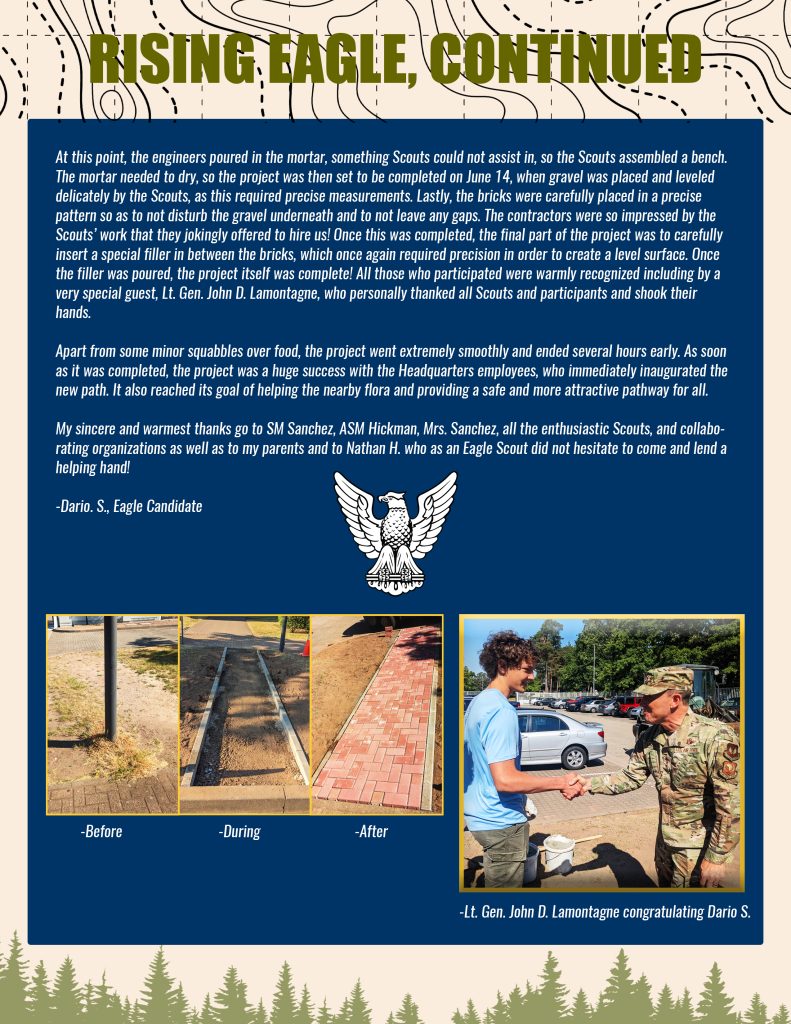 RISING EAGLE, CONTINUED
At this point, the engineers poured in the mortar, something Scouts could not assist in, so the Scouts assembled a bench.
The mortar needed to dry, so the project was then set to be completed on June 14, when gravel was placed and leveled
delicately by the Scouts, as this required precise measurements. Lastly, the bricks were carefully placed in a precise
pattern so as to not disturb the gravel underneath and to not leave any gaps. The contractors were so impressed by the
Scouts' work that they jokingly offered to hire us! Once this was completed, the final part of the project was to carefully
insert a special filler in between the bricks, which once again required precision in order to create a level surface. Once
the filler was poured, the project itself was complete! All those who participated were warmly recognized including by a
very special guest, Lt. Gen. John D. Lamontagne, who personally thanked all Scouts and participants and shook their
hands.
Apart from some minor squabbles over food, the project went extremely smoothly and ended several hours early. As soon
as it was completed, the project was a huge success with the Headquarters employees, who immediately inaugurated the
new path. It also reached its goal of helping the nearby flora and providing a safe and more attractive pathway for all.
My sincere and warmest thanks go to SM Sanchez, ASM Hickman, Mrs. Sanchez, all the enthusiastic Scouts, and collabo-
rating organizations as well as to my parents and to Nathan H. who as an Eagle Scout did not hesitate to come and lend a
helping hand!
-Dario. S., Eagle Candidate
-Before
-During
-After
-Lt. Gen. John D. Lamontagne congratulating Dario S.